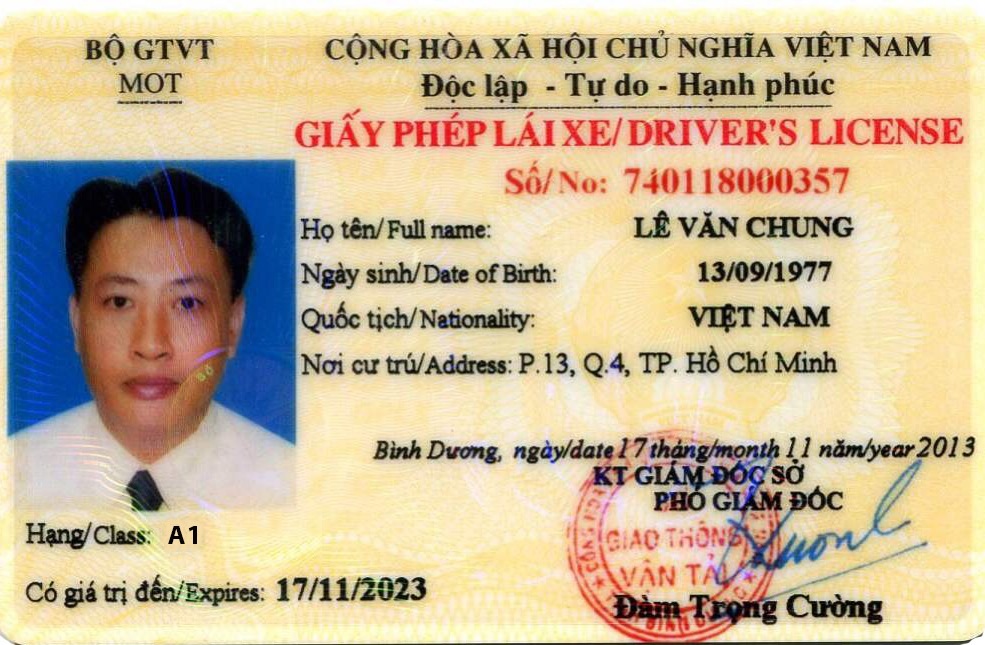 BỘ GTVT
MOT
CỘNG HÒA XÃ HỘI CHỦ NGHĨA VIỆT NAM
Độc lập - Tự do - Hạnh phúc
GIẤY PHÉP LÁI XE/ DRIVER'S LICENSE
Số/ No: 740118000357
Họ tên/ Full name: LÊ VĂN CHUNG
Ngày sinh/ Date of Birth: 13/09/1977
Quốc tịch/ Nationality: VIỆT NAM
Nơi cư trú/Address: P.13, Q.4, TP. Hồ Chí Minh
Bình Dương, ngày/date 17 tháng/month 11 năm/year 2013
KT GIÁM ĐỐC SỞ
PHÓ GIÁM ĐỐC
GIAO THÔNG
VẬN TẢI
Đàm Trọng Cường
Hạng/Class: A1
Có giá trị đến/Expires: 17/11/2023